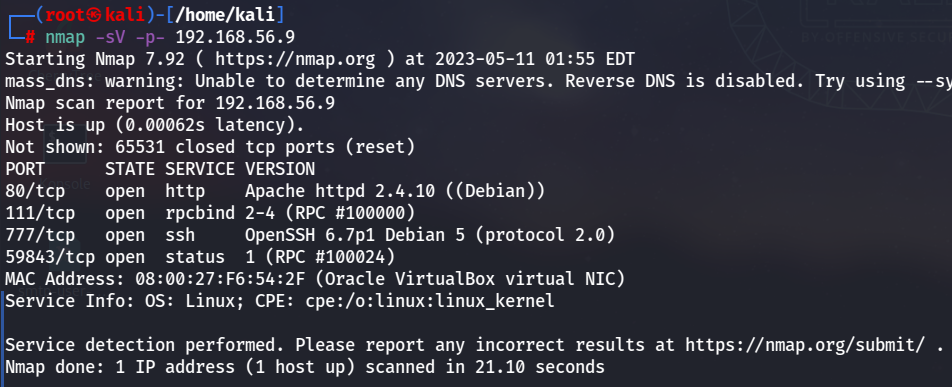 ┌──(root㉿kali)-[/home/kali]
└─# nmap -sV -p- 192.168.56.9
Starting Nmap 7.92 ( https://nmap.org ) at 2023-05-11 01:55 EDT
mass_dns: warning: Unable to determine any DNS servers. Reverse DNS is disabled. Try using --sy
Nmap scan report for 192.168.56.9
Host is up (0.00062s latency).
Not shown: 65531 closed tcp ports (reset)
PORT      STATE SERVICE VERSION
80/tcp    open  http    Apache httpd 2.4.10 ((Debian))
111/tcp   open  rpcbind 2-4 (RPC #100000)
777/tcp   open  ssh     OpenSSH 6.7p1 Debian 5 (protocol 2.0)
59843/tcp open  status  1 (RPC #100024)
MAC Address: 08:00:27:F6:54:2F (Oracle VirtualBox virtual NIC)
Service Info: OS: Linux; CPE: cpe:/o:linux:linux_kernel

Service detection performed. Please report any incorrect results at https://nmap.org/submit/ .
Nmap done: 1 IP address (1 host up) scanned in 21.10 seconds